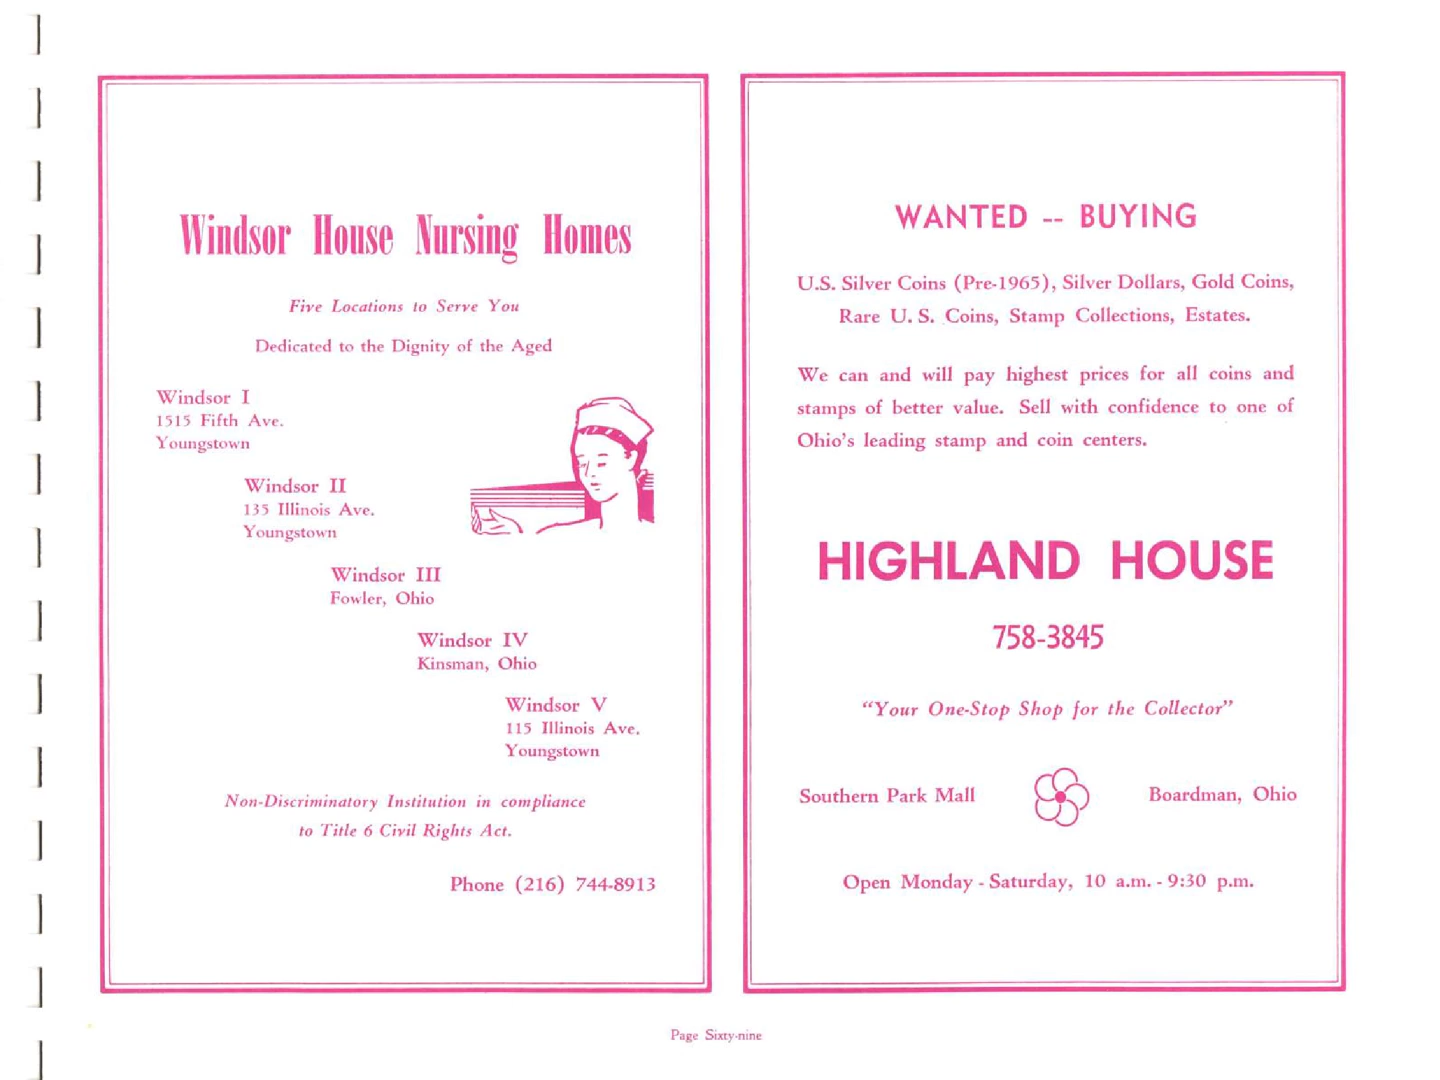 Windsor House Nursing Homes
Five Locations to Serve You
Dedicated to the Dignity of the Aged
Windsor I
1515 Fifth Ave.
Youngstown
Windsor II
135 Illinois Ave.
Youngstown
Windsor III
Fowler, Ohio
Windsor IV
Kinsman, Ohio
Windsor V
115 Illinois Ave.
Youngstown
Non-Discriminatory Institution in compliance
to Title 6 Civil Rights Act.
Phone (216) 744-8913
WANTED -- BUYING
U.S. Silver Coins (Pre-1965), Silver Dollars, Gold Coins,
Rare U. S. Coins, Stamp Collections, Estates.
We can and will pay highest prices for all coins and
stamps of better value. Sell with confidence to one of
Ohio's leading stamp and coin centers.
HIGHLAND HOUSE
758-3845
"Your One-Stop Shop for the Collector"
Southern Park Mall
Boardman, Ohio
Open Monday - Saturday, 10 a.m. - 9:30 p.m.
Page Sixty-nine